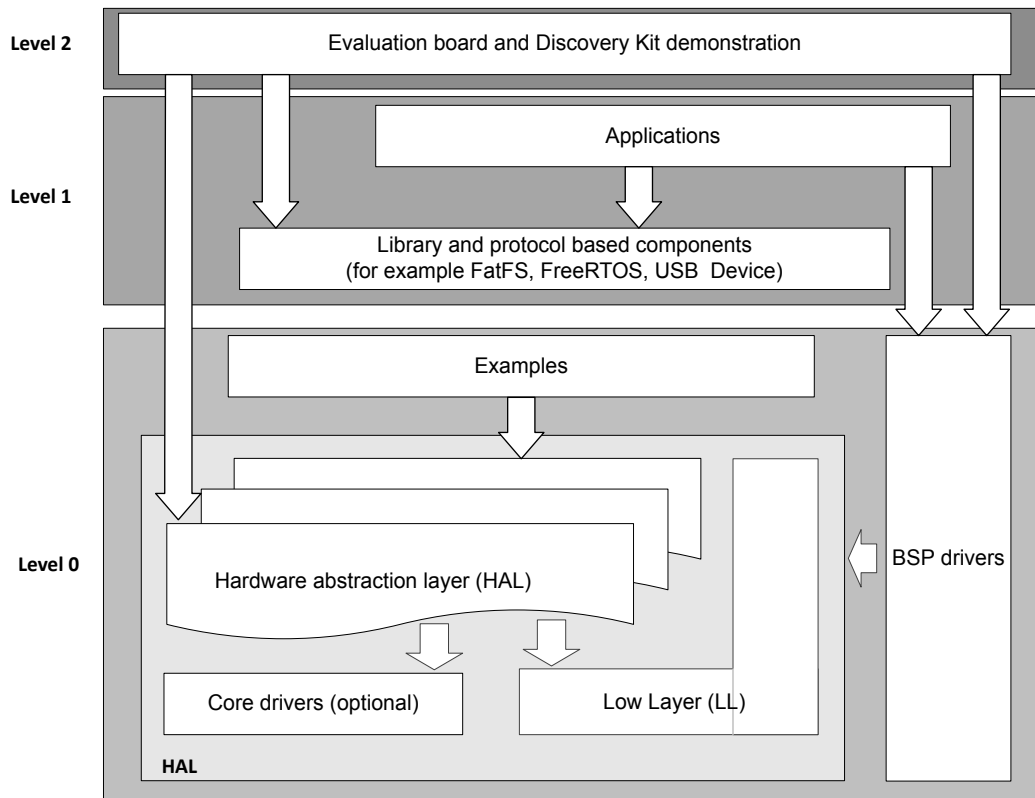 Level 2
Evaluation board and Discovery Kit demonstration
Applications
Level 1
Library and protocol based components
(for example FatFS, FreeRTOS, USB Device)
Examples
Level 0
Hardware abstraction layer (HAL)
BSP drivers
Core drivers (optional)
Low Layer (LL)
HAL